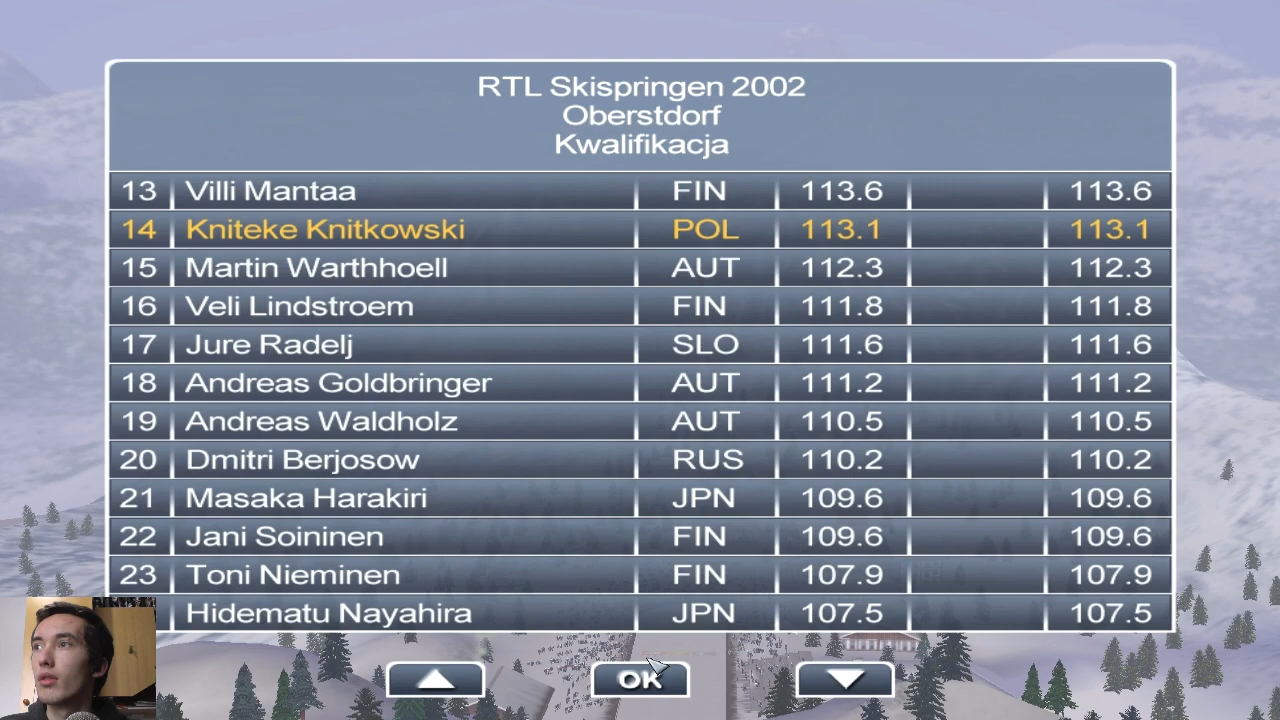 RTL Skispringen 2002
Oberstdorf
Kwalifikacja
13 Villi Mantaa FIN 113.6 113.6
14 Kniteke Knitkowski POL 113.1 113.1
15 Martin Warthhoell AUT 112.3 112.3
16 Veli Lindstroem FIN 111.8 111.8
17 Jure Radelj SLO 111.6 111.6
18 Andreas Goldbringer AUT 111.2 111.2
19 Andreas Waldholz AUT 110.5 110.5
20 Dmitri Berjosow RUS 110.2 110.2
21 Masaka Harakiri JPN 109.6 109.6
22 Jani Soininen FIN 109.6 109.6
23 Toni Nieminen FIN 107.9 107.9
Hidematu Nayahira JPN 107.5 107.5
OK